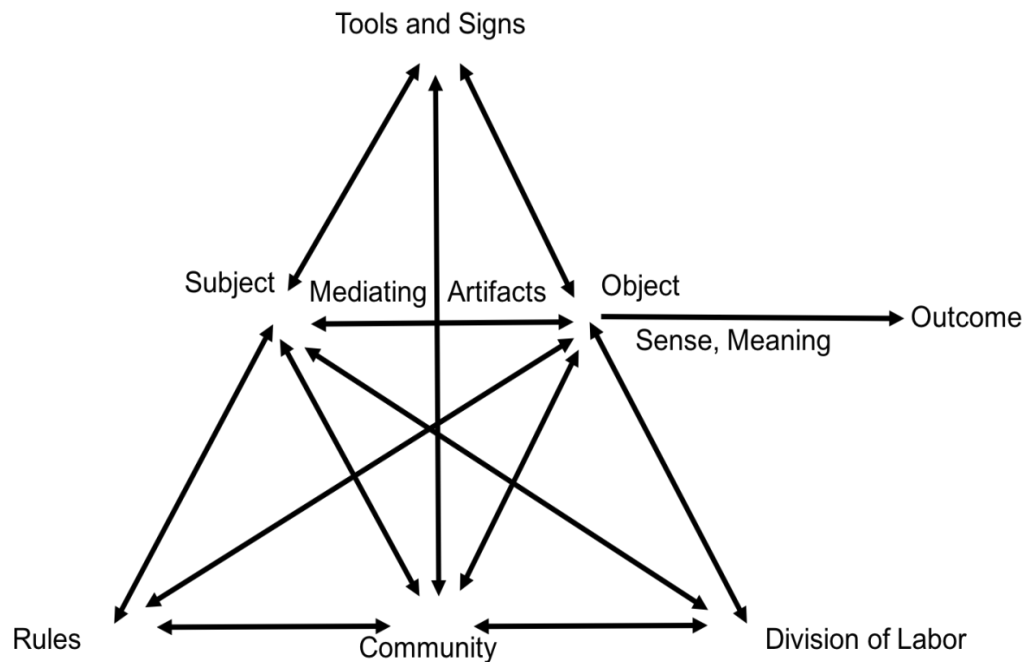 Tools and Signs
Subject
Mediating Artifacts
Object
Outcome
Sense, Meaning
Rules
Community
Division of Labor